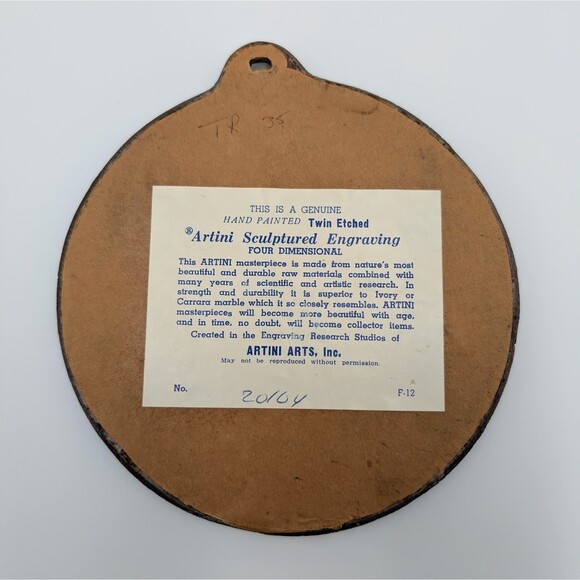 TR 35
THIS IS A GENUINE
HAND PAINTED Twin Etched
®Artini Sculptured Engraving
FOUR DIMENSIONAL
This ARTINI masterpiece is made from nature's most
beautiful and durable raw materials combined with
many years of scientific and artistic research. In
strength and durability it is superior to Ivory or
Carrara marble which it so closely resembles. ARTINI
masterpieces will become more beautiful with age,
and in time, no doubt, will become collector items.
Created in the Engraving Research Studios of
ARTINI ARTS, Inc.
May not be reproduced without permission.
No. 20164 F-12